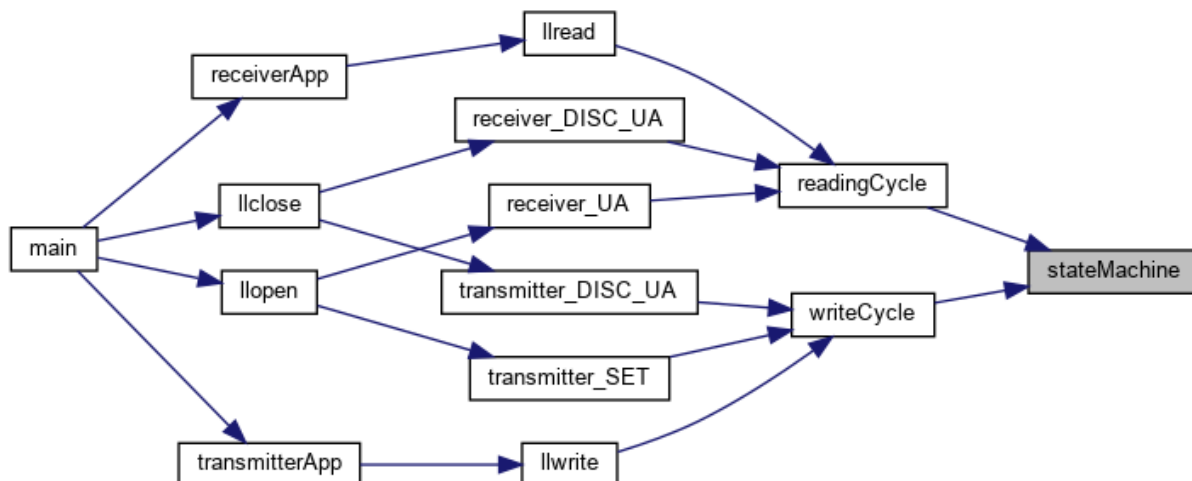 llread
receiverApp
receiver_DISC_UA
readingCycle
llclose
receiver_UA
main
stateMachine
llopen
transmitter_DISC_UA
writeCycle
transmitter_SET
transmitterApp
llwrite